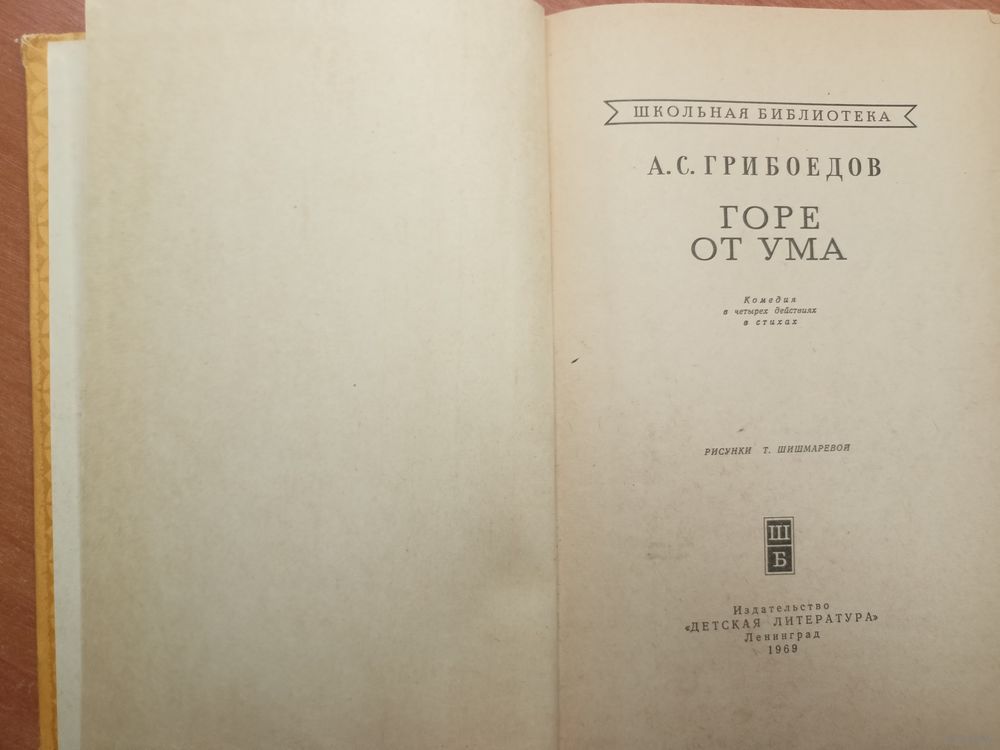 ШКОЛЬНАЯ БИБЛИОТЕКА
А. С. ГРИБОЕДОВ
ГОРЕ
ОТ УМА
Комедия
в четырех действиях
в стихах
РИСУНКИ Т. ШИШМАРЕВОЙ
Ш
Б
Издательство
«ДЕТСКАЯ ЛИТЕРАТУРА»
Ленинград
1969